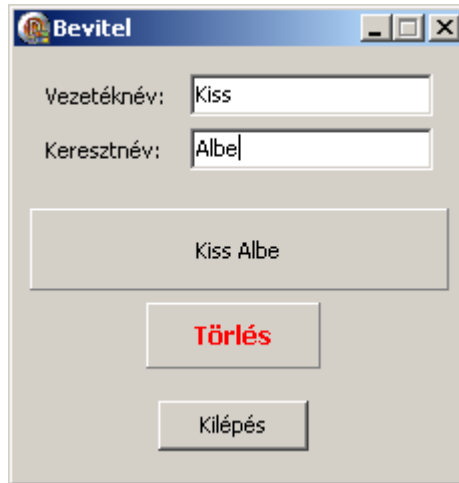 Bevitel
Vezetéknév: Kiss
Keresztnév: Albe
Kiss Albe
Törlés
Kilépés